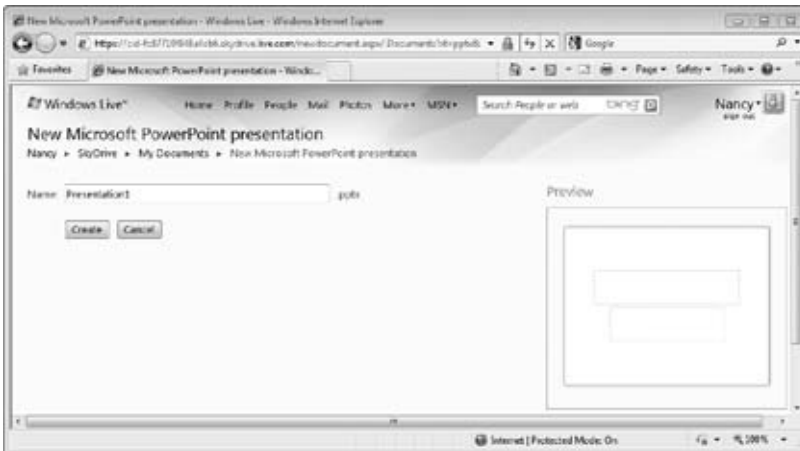 New Microsoft PowerPoint presentation - Windows Live - Windows Internet Explorer
Google
Favorites New Microsoft PowerPoint presentation - Windo...
Page Safety Tools
Windows Live Home Profile People Mail Photos More MSN Search People or web bing Nancy
sign out
New Microsoft PowerPoint presentation
Nancy ▸ SkyDrive ▸ My Documents ▸ New Microsoft PowerPoint presentation
Name: Presentation1 .pptx
Preview
Create Cancel
Internet | Protected Mode: On 100%